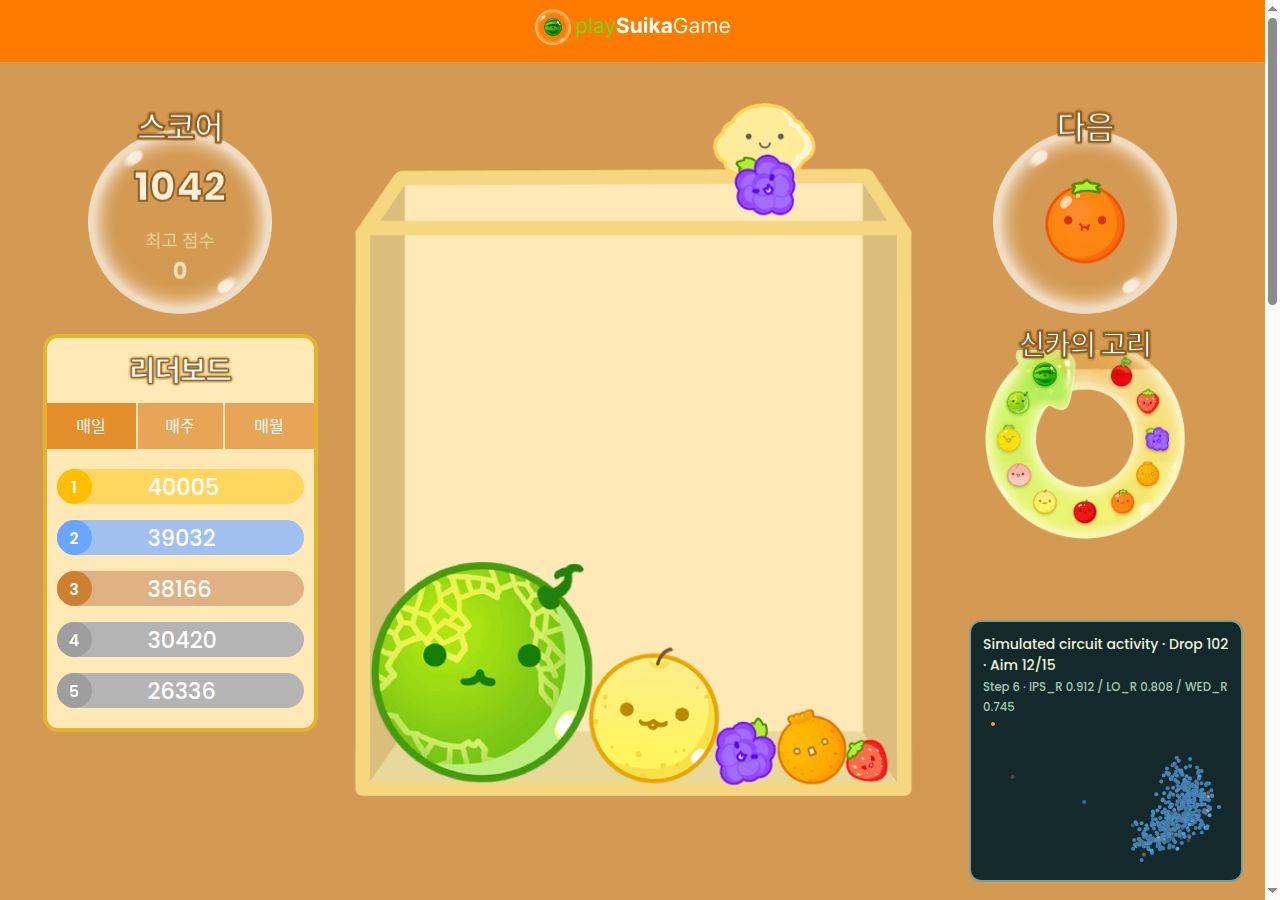 playSuikaGame
스코어
1042
최고 점수
0
다음
신카의 고리
리더보드
매일 매주 매월
1 40005
2 39032
3 38166
4 30420
5 26336
Simulated circuit activity · Drop 102
· Aim 12/15
Step 6 · IPS_R 0.912 / LO_R 0.808 / WED_R
0.745